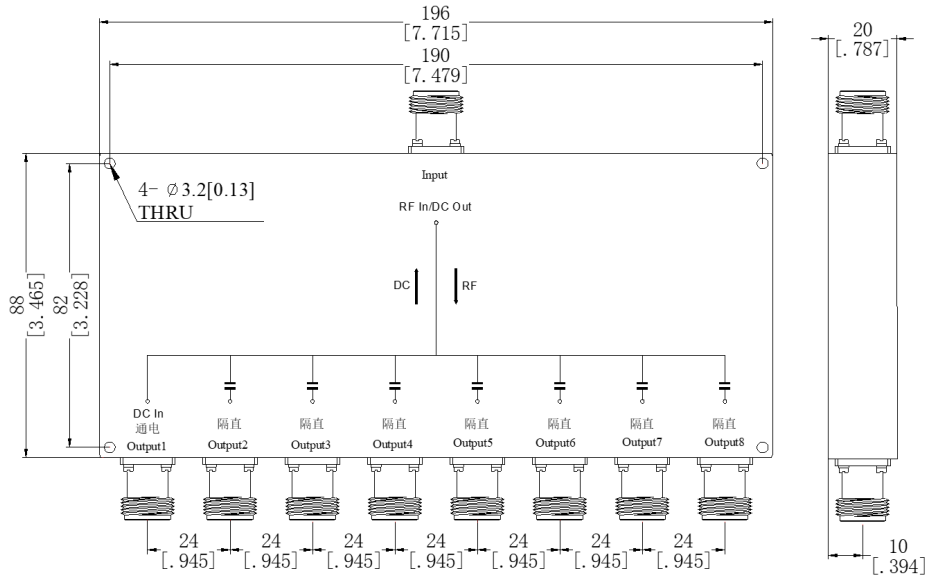 196
[7.715]
190
[7.479]
20
[.787]
Input
RF In/DC Out
4- Ø3.2[0.13]
THRU
DC
RF
88
[3.465]
82
[3.228]
DC In
通电
Output1
隔直
Output2
隔直
Output3
隔直
Output4
隔直
Output5
隔直
Output6
隔直
Output7
隔直
Output8
24
[.945]
24
[.945]
24
[.945]
24
[.945]
24
[.945]
24
[.945]
24
[.945]
10
[.394]